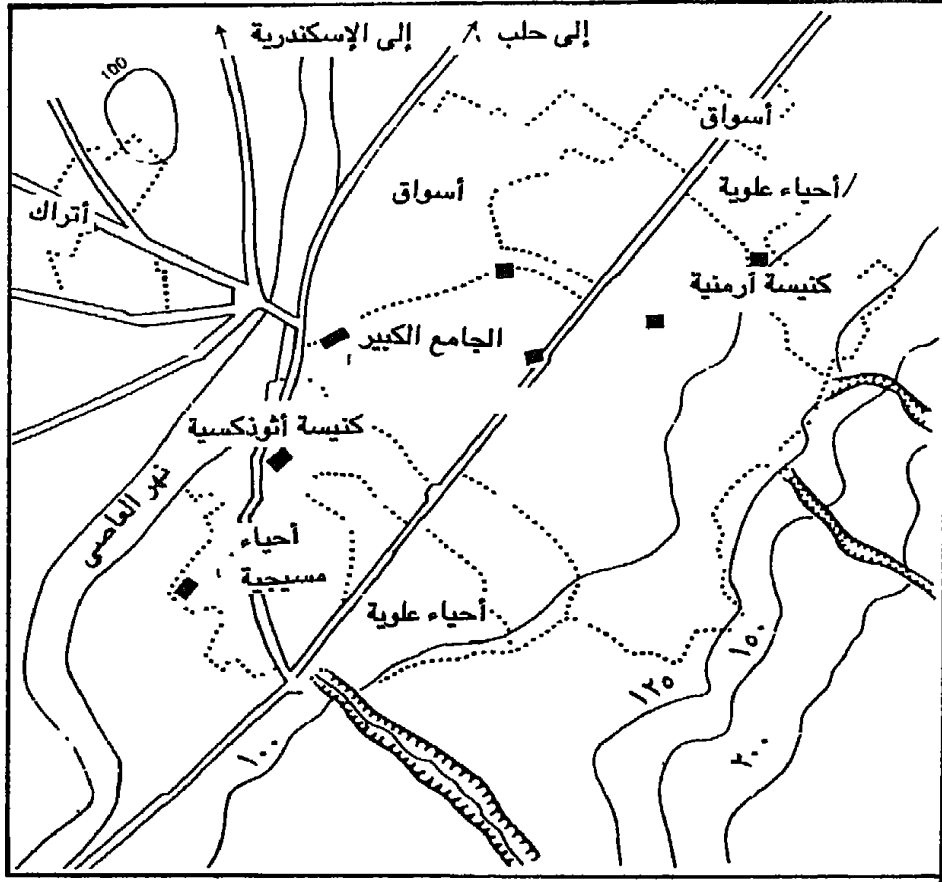 إلى حلب
إلى الإسكندرية
100
أسواق
أسواق
أحياء علوية
أتراك
كنيسة أرمنية
الجامع الكبير
كنيسة أثوذكسية
نهر العاصي
أحياء
مسيحية
أحياء علوية
١٥٠
١٢٥
٢٠٠
١٠٠